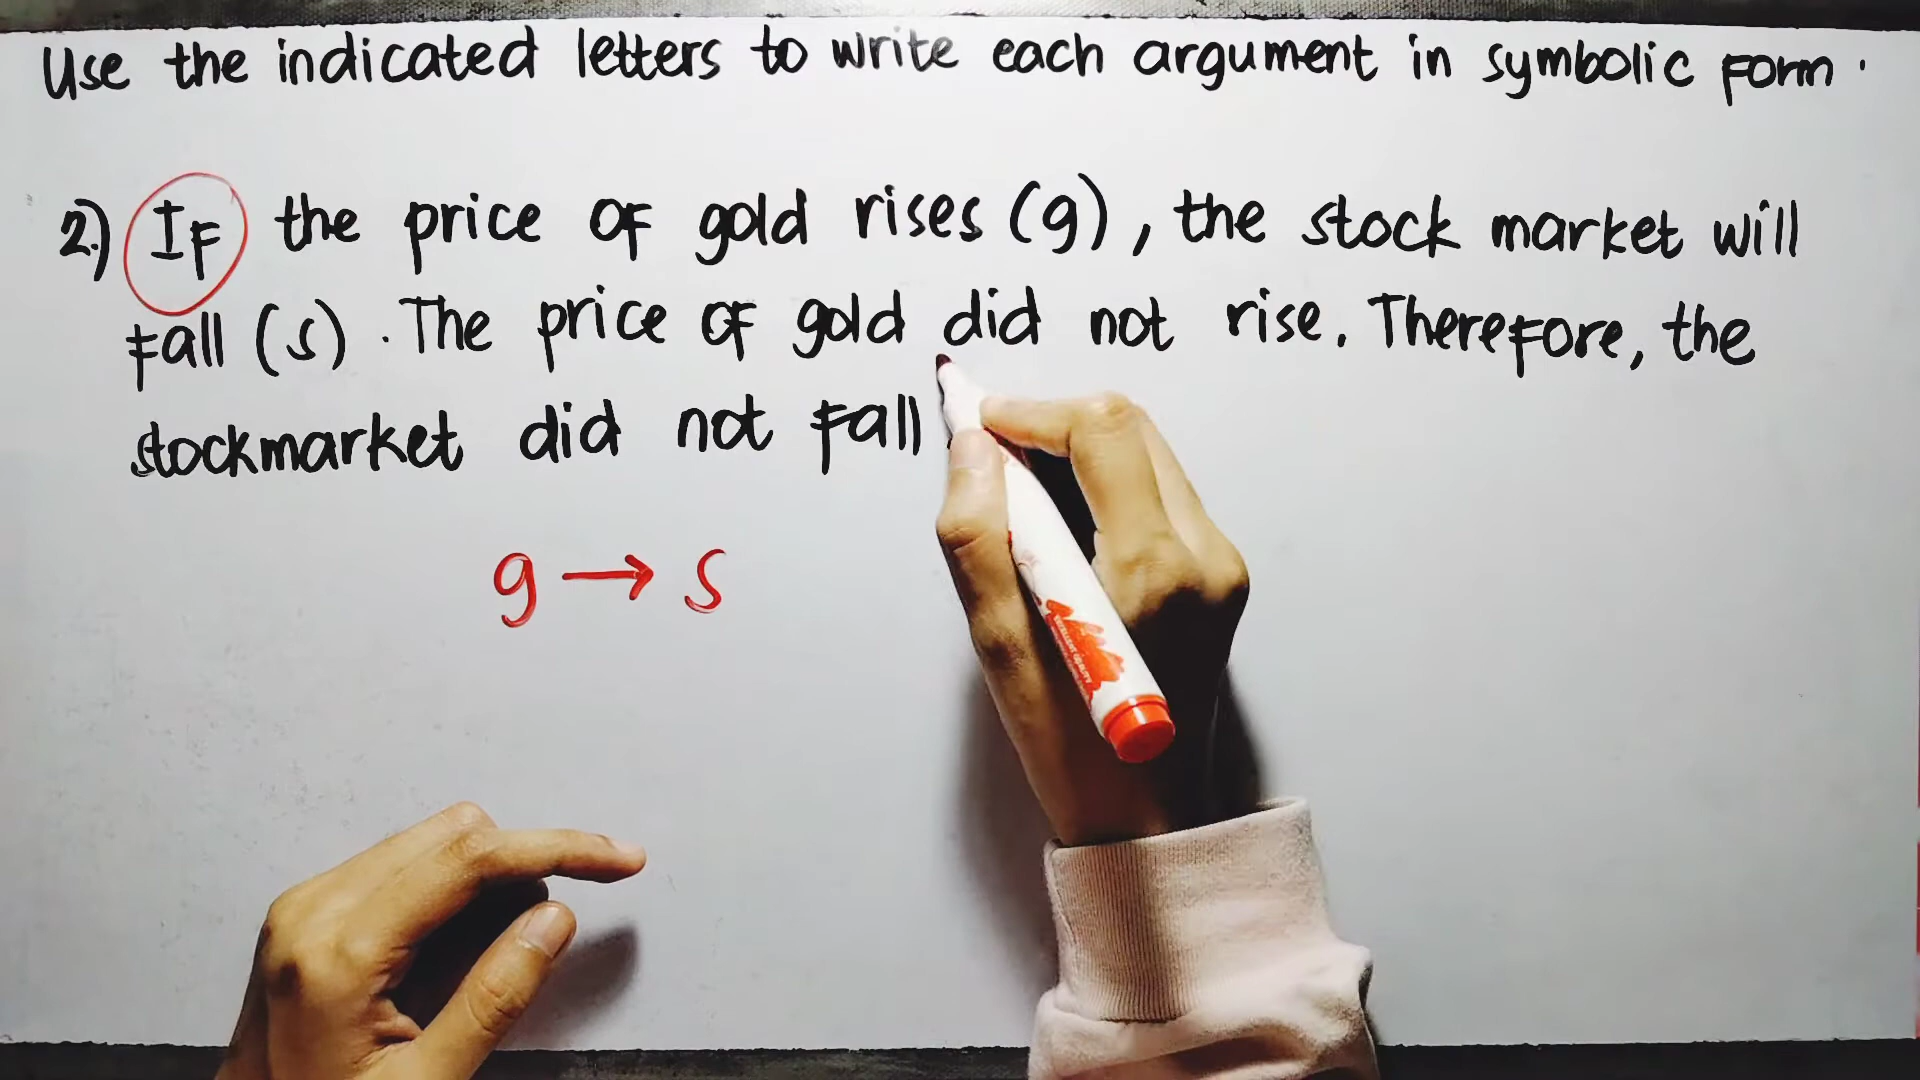 Use the indicated letters to write each argument in symbolic form.
2.) If the price of gold rises (g), the stock market will
fall (s). The price of gold did not rise. Therefore, the
stockmarket did not fall
g → s